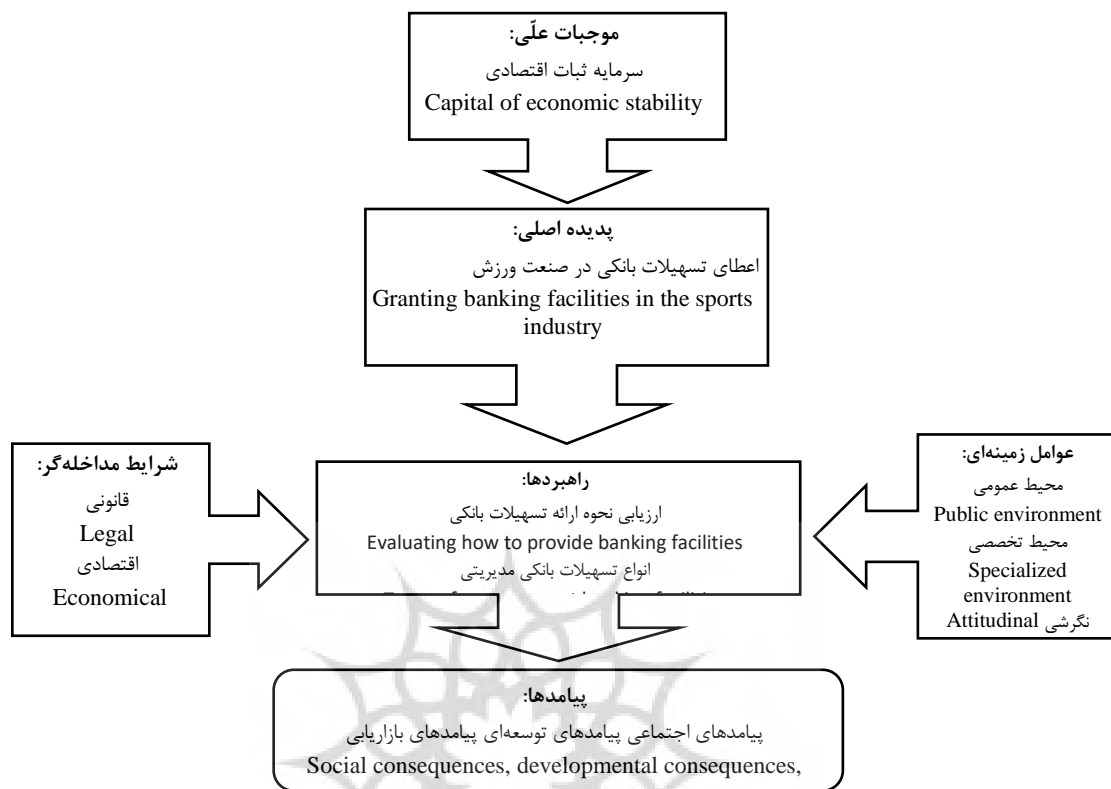 موجبات علّی:
سرمایه ثبات اقتصادی
Capital of economic stability
پدیده اصلی:
اعطای تسهیلات بانکی در صنعت ورزش
Granting banking facilities in the sports
industry
شرایط مداخله‌گر:
قانونی
Legal
اقتصادی
Economical
راهبردها:
ارزیابی نحوه ارائه تسهیلات بانکی
Evaluating how to provide banking facilities
انواع تسهیلات بانکی مدیریتی
عوامل زمینه‌ای:
محیط عمومی
Public environment
محیط تخصصی
Specialized
environment
نگرشی Attitudinal
پیامدها:
پیامدهای اجتماعی پیامدهای توسعه‌ای پیامدهای بازاریابی
Social consequences, developmental consequences,